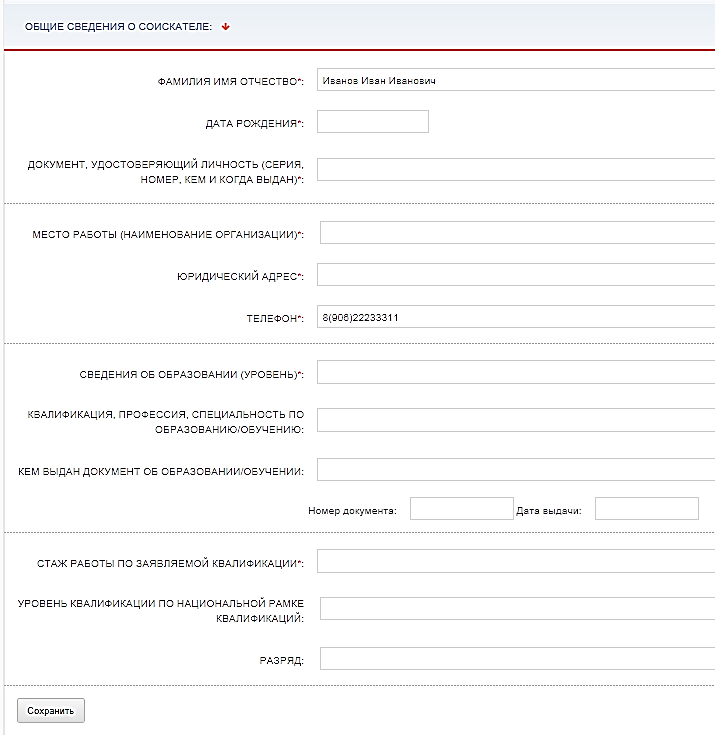 ОБЩИЕ СВЕДЕНИЯ О СОИСКАТЕЛЕ:
ФАМИЛИЯ ИМЯ ОТЧЕСТВО*: Иванов Иван Иванович
ДАТА РОЖДЕНИЯ*:
ДОКУМЕНТ, УДОСТОВЕРЯЮЩИЙ ЛИЧНОСТЬ (СЕРИЯ,
НОМЕР, КЕМ И КОГДА ВЫДАН)*:
МЕСТО РАБОТЫ (НАИМЕНОВАНИЕ ОРГАНИЗАЦИИ)*:
ЮРИДИЧЕСКИЙ АДРЕС*:
ТЕЛЕФОН*: 8(906)22233311
СВЕДЕНИЯ ОБ ОБРАЗОВАНИИ (УРОВЕНЬ)*:
КВАЛИФИКАЦИЯ, ПРОФЕССИЯ, СПЕЦИАЛЬНОСТЬ ПО
ОБРАЗОВАНИЮ/ОБУЧЕНИЮ:
КЕМ ВЫДАН ДОКУМЕНТ ОБ ОБРАЗОВАНИИ/ОБУЧЕНИИ:
Номер документа: Дата выдачи:
СТАЖ РАБОТЫ ПО ЗАЯВЛЯЕМОЙ КВАЛИФИКАЦИИ*:
УРОВЕНЬ КВАЛИФИКАЦИИ ПО НАЦИОНАЛЬНОЙ РАМКЕ
КВАЛИФИКАЦИЙ:
РАЗРЯД:
Сохранить